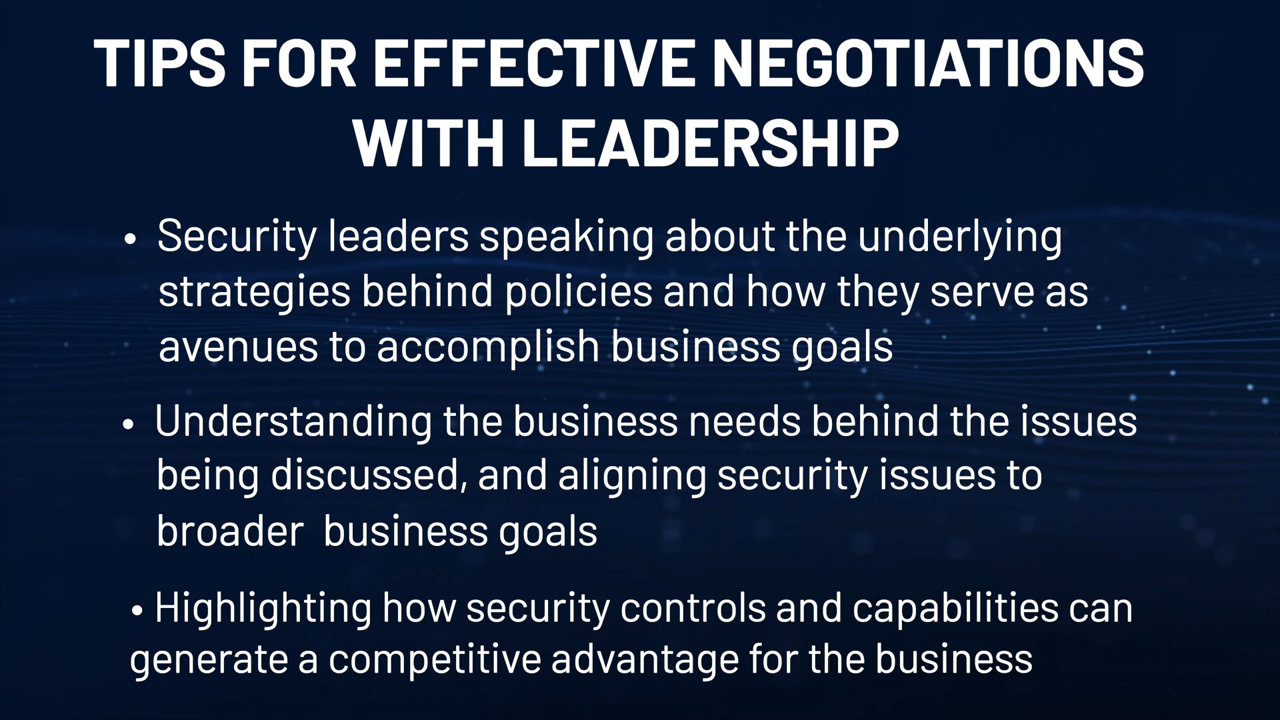 TIPS FOR EFFECTIVE NEGOTIATIONS
WITH LEADERSHIP
• Security leaders speaking about the underlying
strategies behind policies and how they serve as
avenues to accomplish business goals
• Understanding the business needs behind the issues
being discussed, and aligning security issues to
broader  business goals
• Highlighting how security controls and capabilities can
generate a competitive advantage for the business